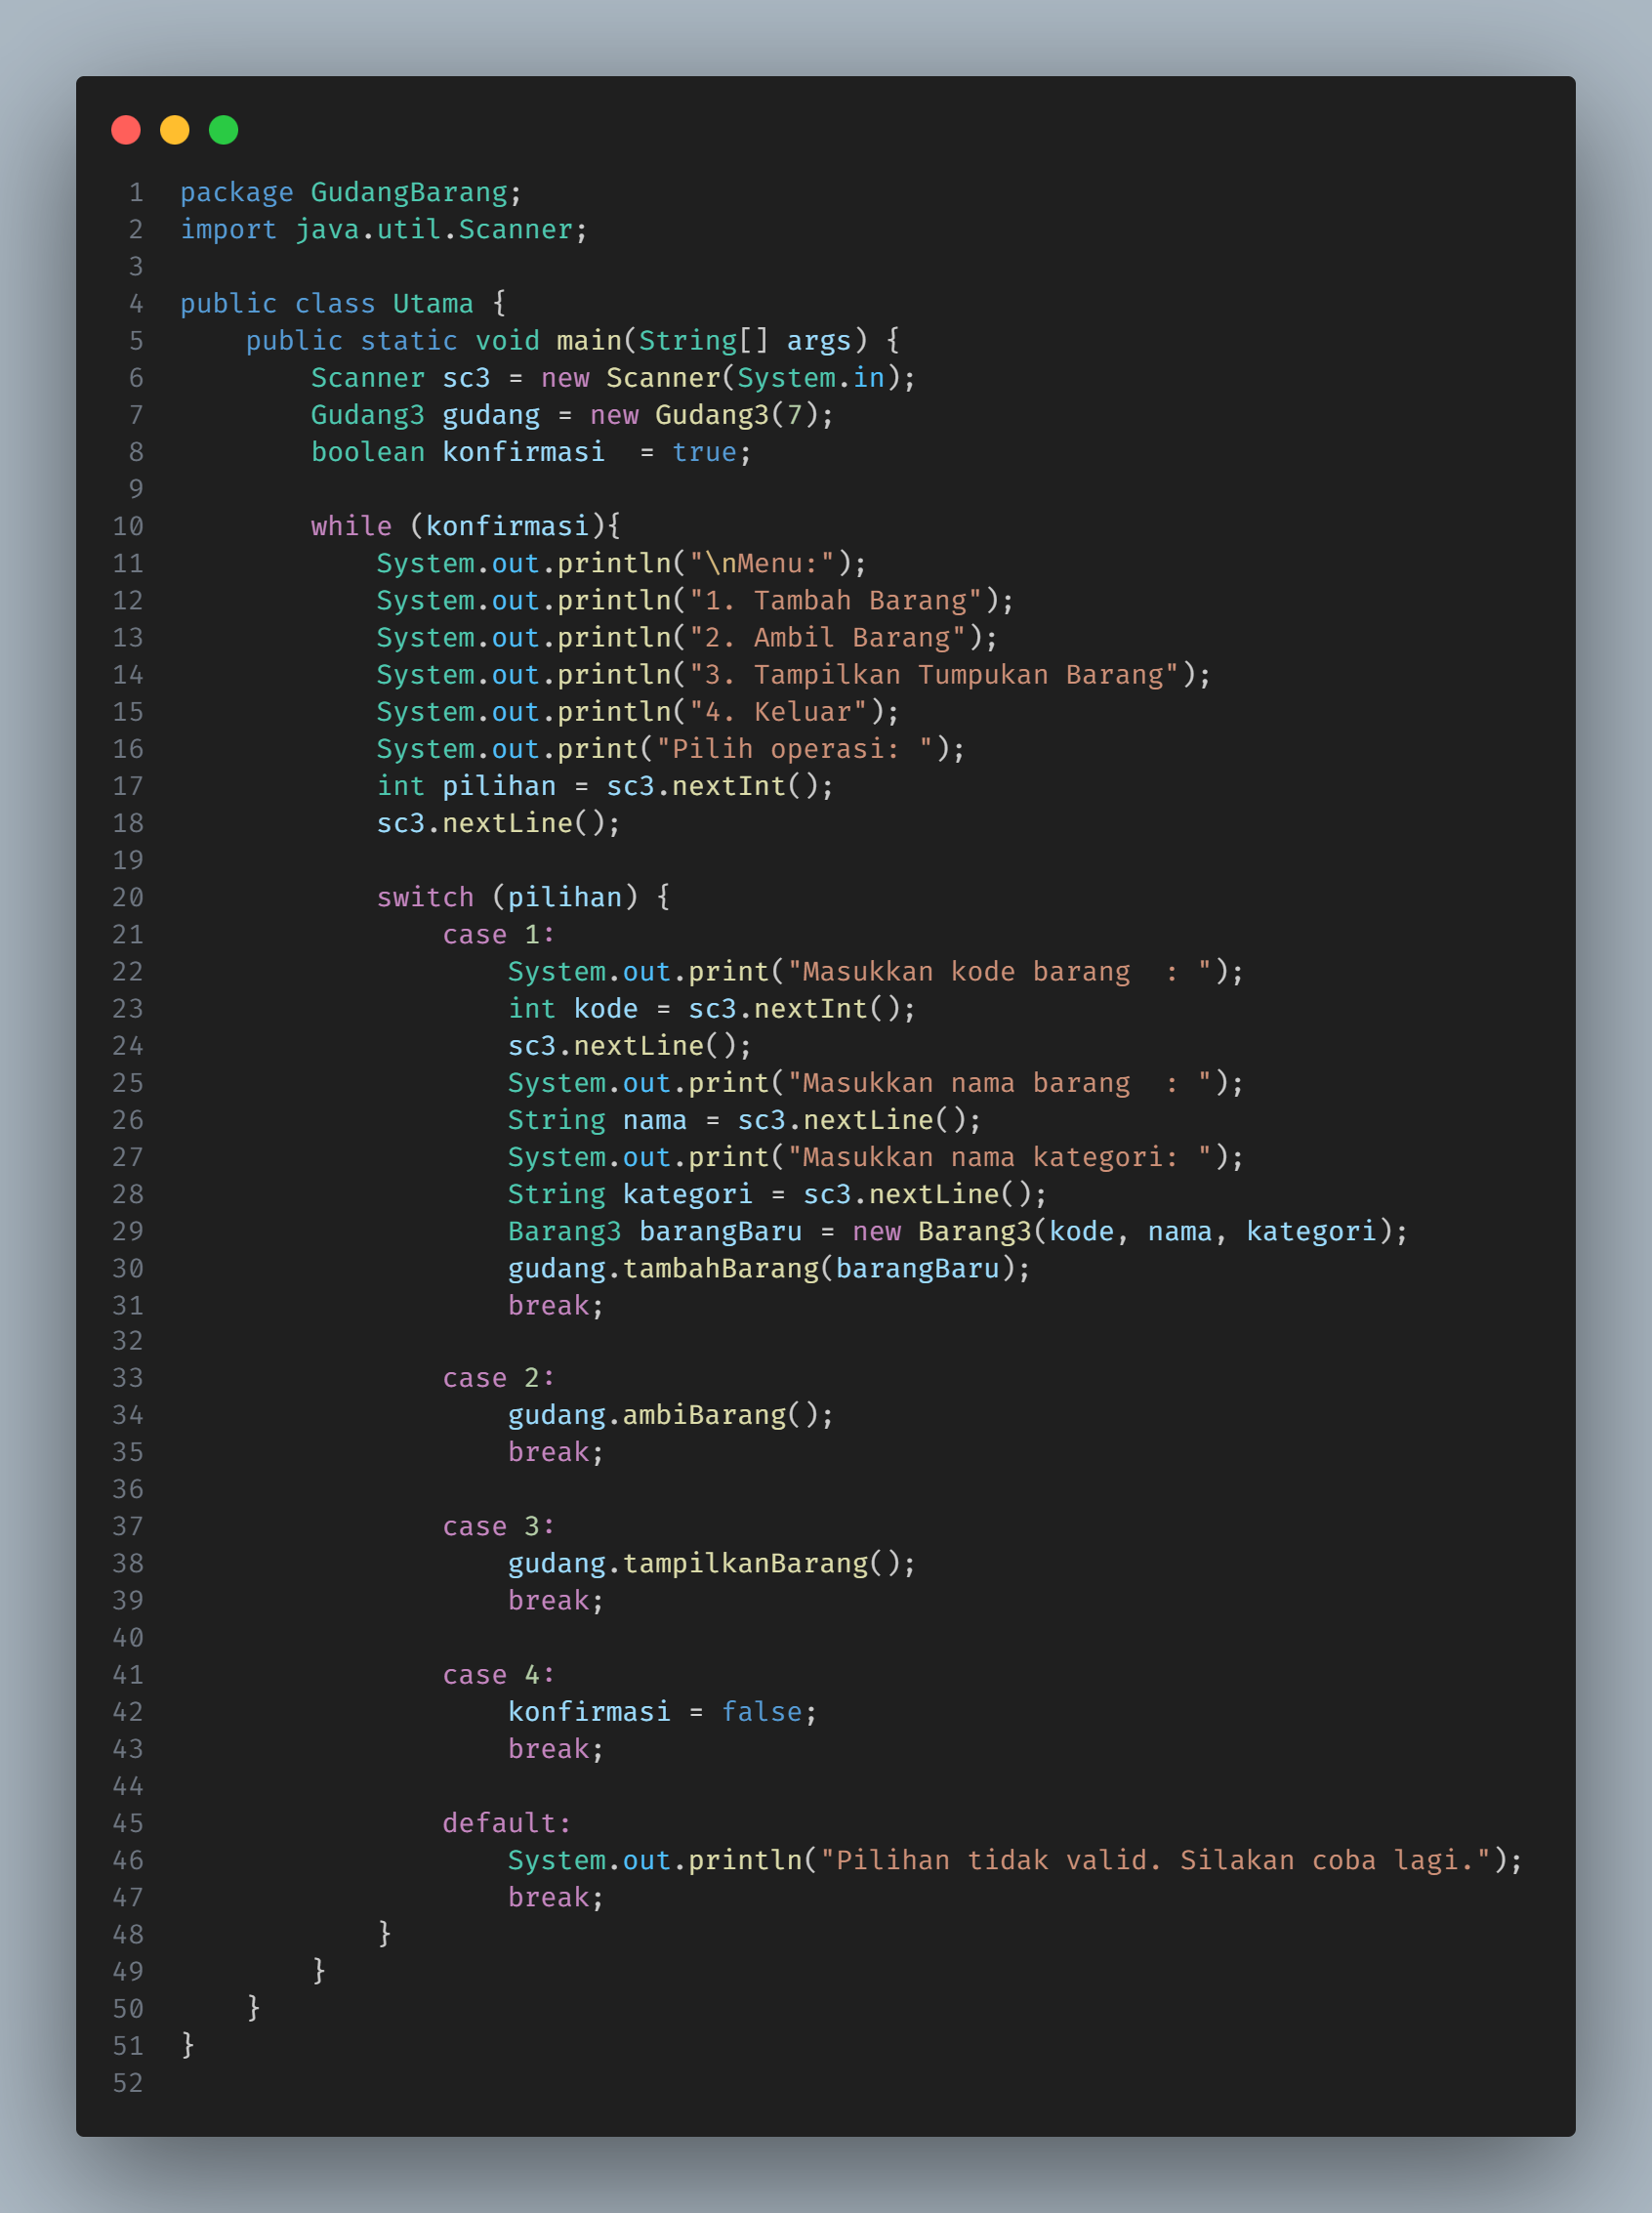 1 package GudangBarang;
2 import java.util.Scanner;
3
4 public class Utama {
5     public static void main(String[] args) {
6         Scanner sc3 = new Scanner(System.in);
7         Gudang3 gudang = new Gudang3(7);
8         boolean konfirmasi  = true;
9
10         while (konfirmasi){
11             System.out.println("\nMenu:");
12             System.out.println("1. Tambah Barang");
13             System.out.println("2. Ambil Barang");
14             System.out.println("3. Tampilkan Tumpukan Barang");
15             System.out.println("4. Keluar");
16             System.out.print("Pilih operasi: ");
17             int pilihan = sc3.nextInt();
18             sc3.nextLine();
19
20             switch (pilihan) {
21                 case 1:
22                     System.out.print("Masukkan kode barang  : ");
23                     int kode = sc3.nextInt();
24                     sc3.nextLine();
25                     System.out.print("Masukkan nama barang  : ");
26                     String nama = sc3.nextLine();
27                     System.out.print("Masukkan nama kategori: ");
28                     String kategori = sc3.nextLine();
29                     Barang3 barangBaru = new Barang3(kode, nama, kategori);
30                     gudang.tambahBarang(barangBaru);
31                     break;
32
33                 case 2:
34                     gudang.ambiBarang();
35                     break;
36
37                 case 3:
38                     gudang.tampilkanBarang();
39                     break;
40
41                 case 4:
42                     konfirmasi = false;
43                     break;
44
45                 default:
46                     System.out.println("Pilihan tidak valid. Silakan coba lagi.");
47                     break;
48             }
49         }
50     }
51 }
52